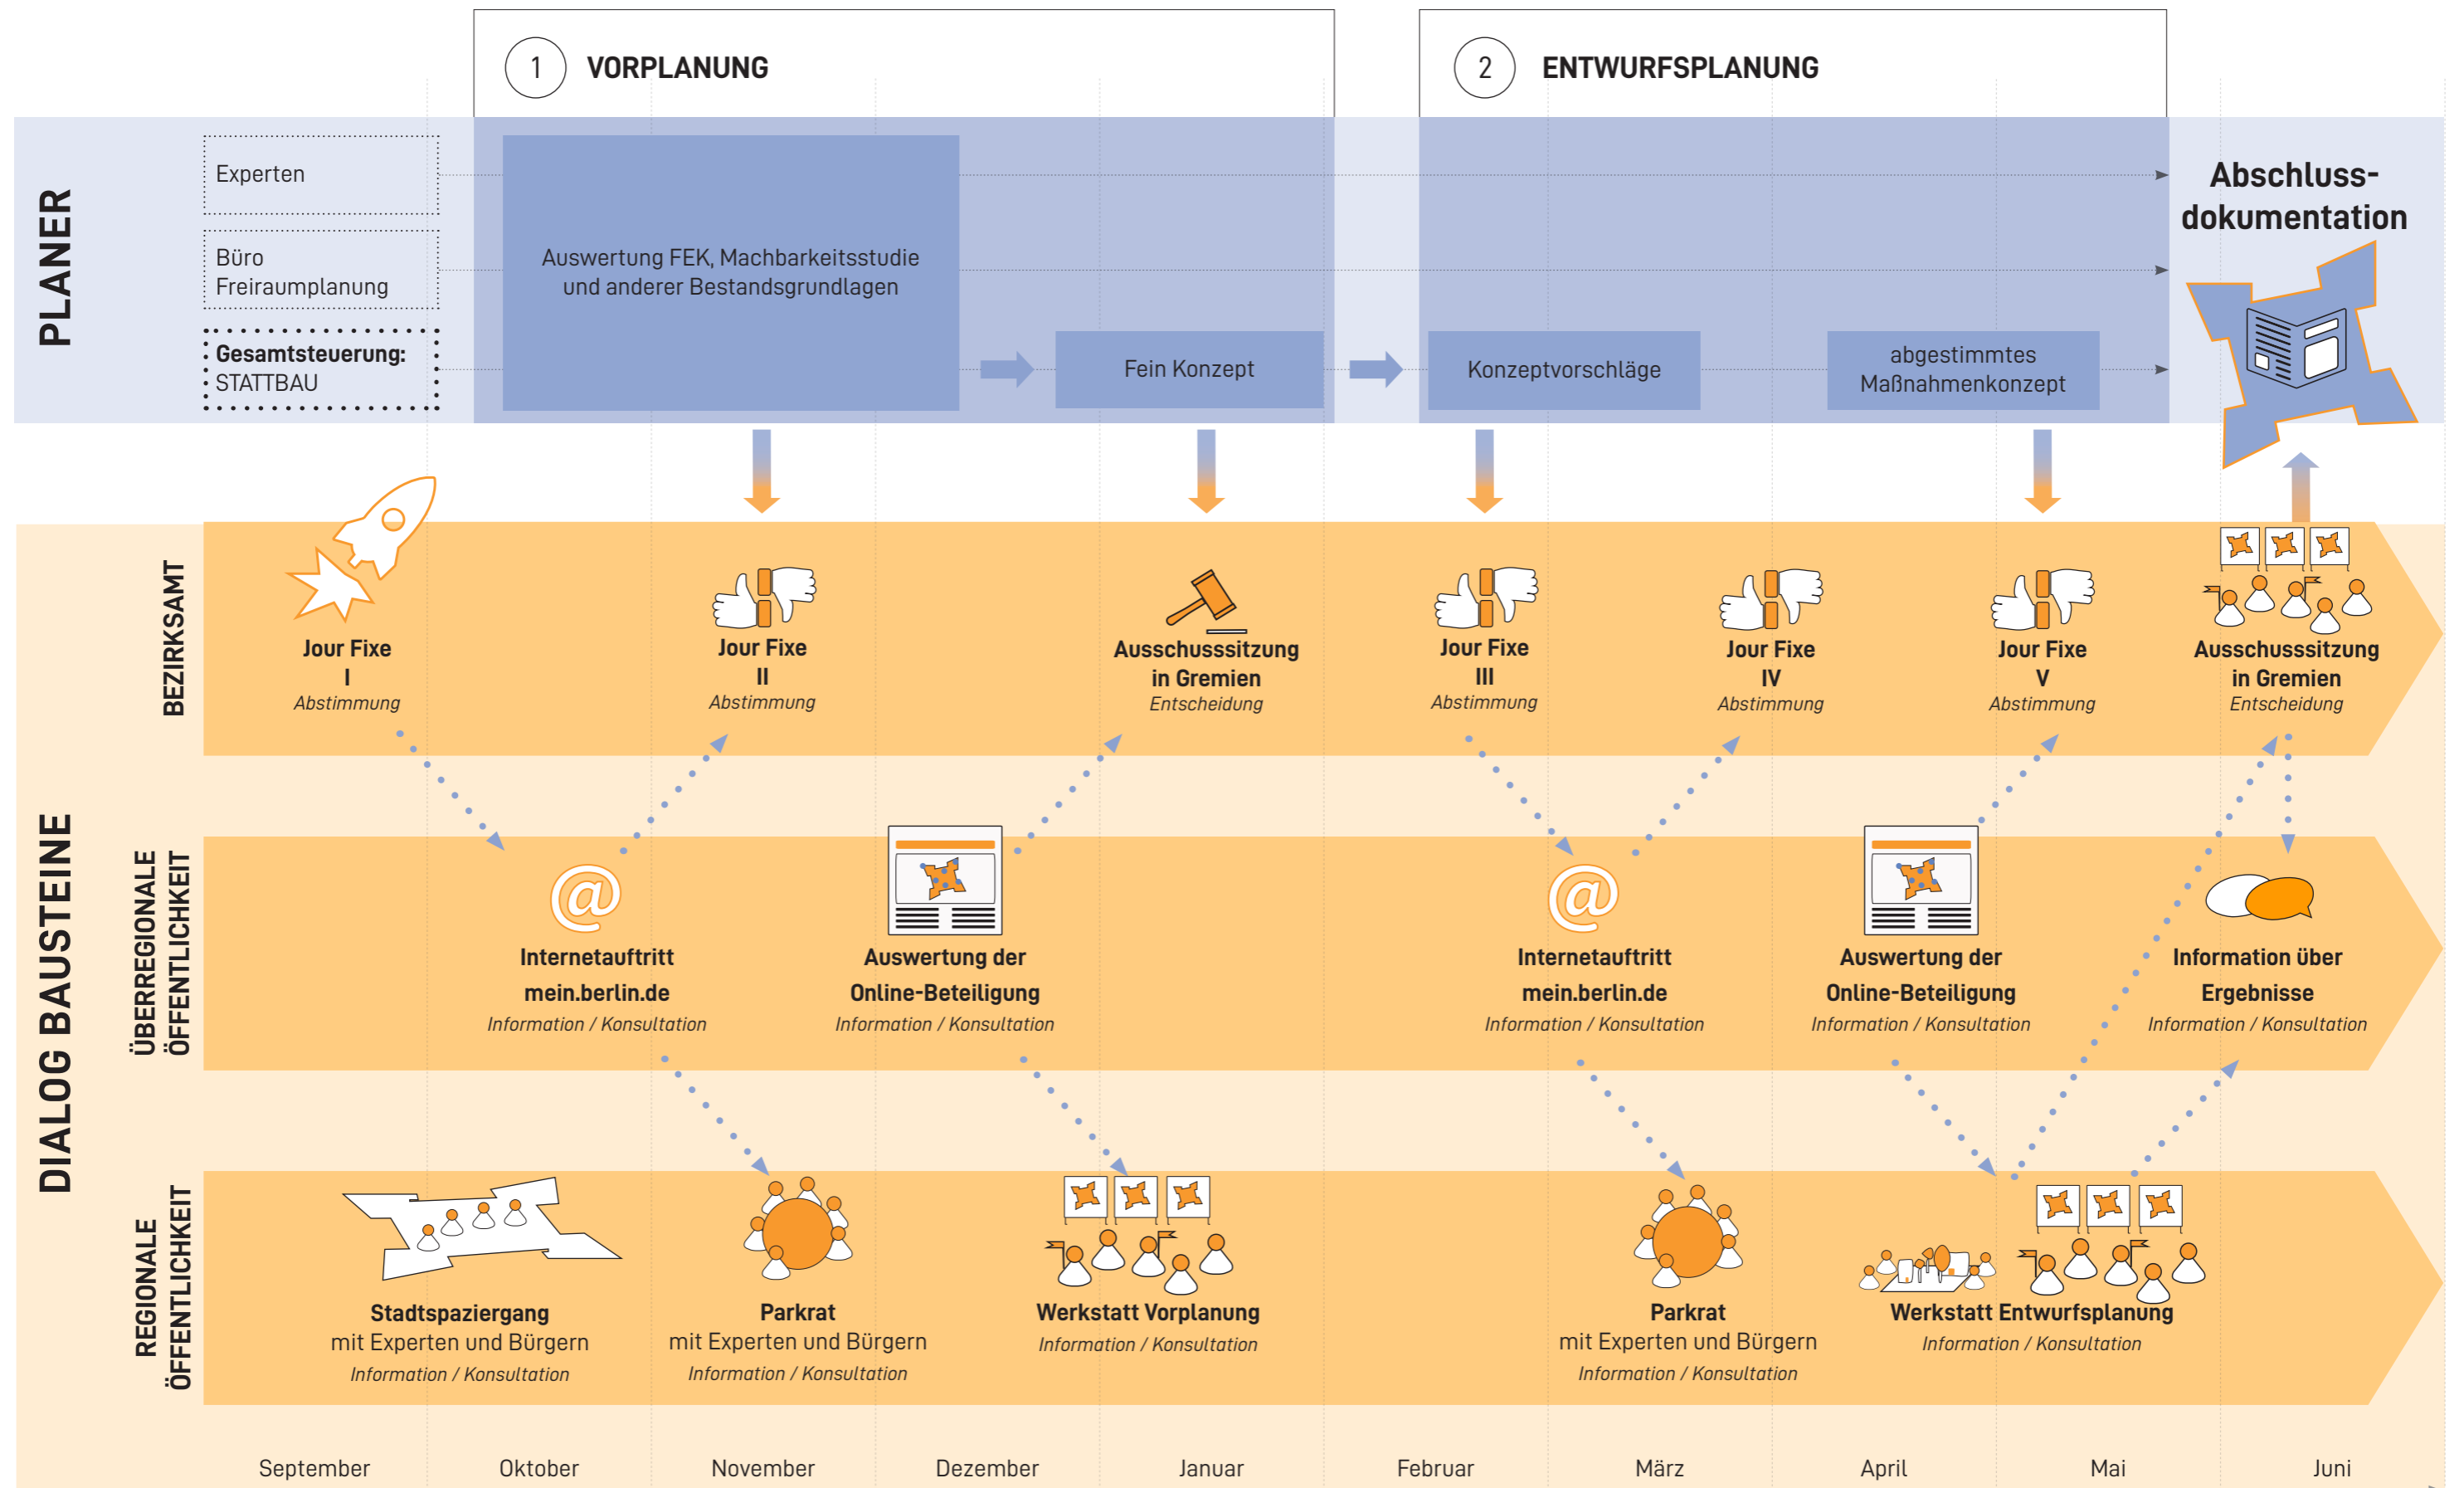 1 VORPLANUNG
2 ENTWURFSPLANUNG
PLANER
Experten
Büro
Freiraumplanung
Gesamtsteuerung:
STATTBAU
Auswertung FEK, Machbarkeitsstudie
und anderer Bestandsgrundlagen
Fein Konzept
Konzeptvorschläge
abgestimmtes
Maßnahmenkonzept
Abschluss-
dokumentation
DIALOG BAUSTEINE
BEZIRKSAMT
Jour Fixe
I
Abstimmung
Jour Fixe
II
Abstimmung
Ausschusssitzung
in Gremien
Entscheidung
Jour Fixe
III
Abstimmung
Jour Fixe
IV
Abstimmung
Jour Fixe
V
Abstimmung
Ausschusssitzung
in Gremien
Entscheidung
ÜBERREGIONALE
ÖFFENTLICHKEIT
@
Internetauftritt
mein.berlin.de
Information / Konsultation
Auswertung der
Online-Beteiligung
Information / Konsultation
@
Internetauftritt
mein.berlin.de
Information / Konsultation
Auswertung der
Online-Beteiligung
Information / Konsultation
Information über
Ergebnisse
Information / Konsultation
REGIONALE
ÖFFENTLICHKEIT
Stadtspaziergang
mit Experten und Bürgern
Information / Konsultation
Parkrat
mit Experten und Bürgern
Information / Konsultation
Werkstatt Vorplanung
Information / Konsultation
Parkrat
mit Experten und Bürgern
Information / Konsultation
Werkstatt Entwurfsplanung
Information / Konsultation
September Oktober November Dezember Januar Februar März April Mai Juni